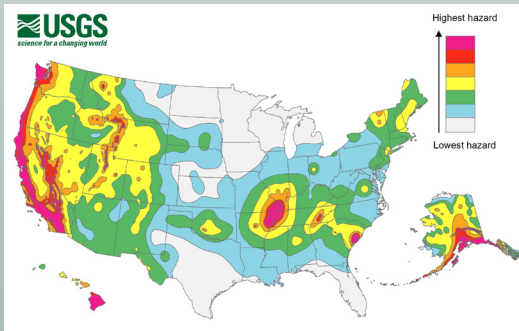 USGS
science for a changing world
Highest hazard
Lowest hazard